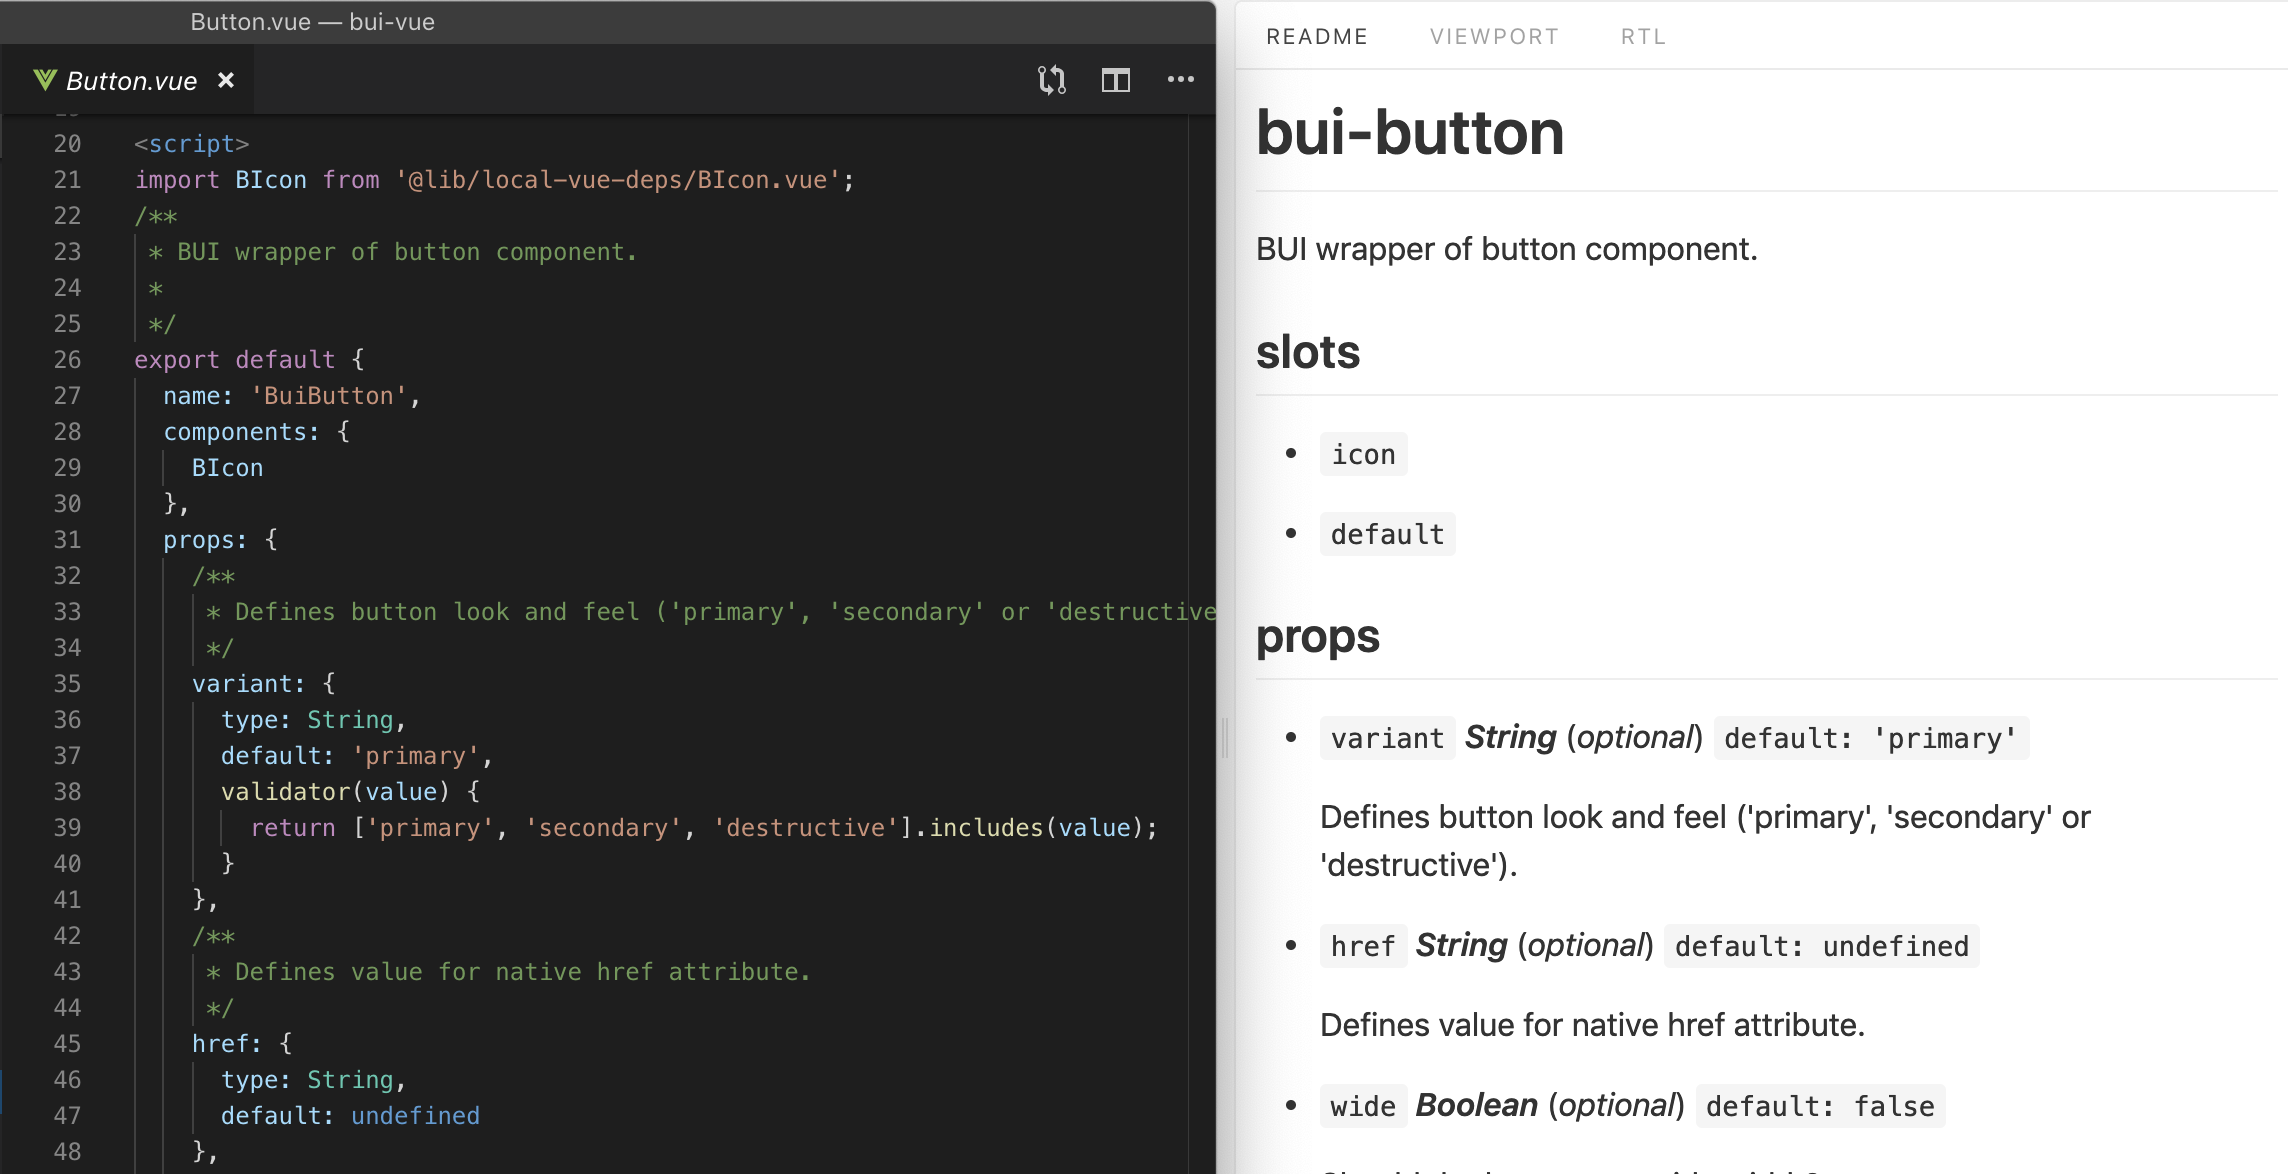 Button.vue — bui-vue
Button.vue ×
20 <script>
21 import BIcon from '@lib/local-vue-deps/BIcon.vue';
22 /**
23 * BUI wrapper of button component.
24 *
25 */
26 export default {
27 name: 'BuiButton',
28 components: {
29 BIcon
30 },
31 props: {
32 /**
33 * Defines button look and feel ('primary', 'secondary' or 'destructive
34 */
35 variant: {
36 type: String,
37 default: 'primary',
38 validator(value) {
39 return ['primary', 'secondary', 'destructive'].includes(value);
40 }
41 },
42 /**
43 * Defines value for native href attribute.
44 */
45 href: {
46 type: String,
47 default: undefined
48 },
README VIEWPORT RTL
bui-button
BUI wrapper of button component.
slots
• icon
• default
props
• variant String (optional) default: 'primary'
Defines button look and feel ('primary', 'secondary' or
'destructive').
• href String (optional) default: undefined
Defines value for native href attribute.
• wide Boolean (optional) default: false